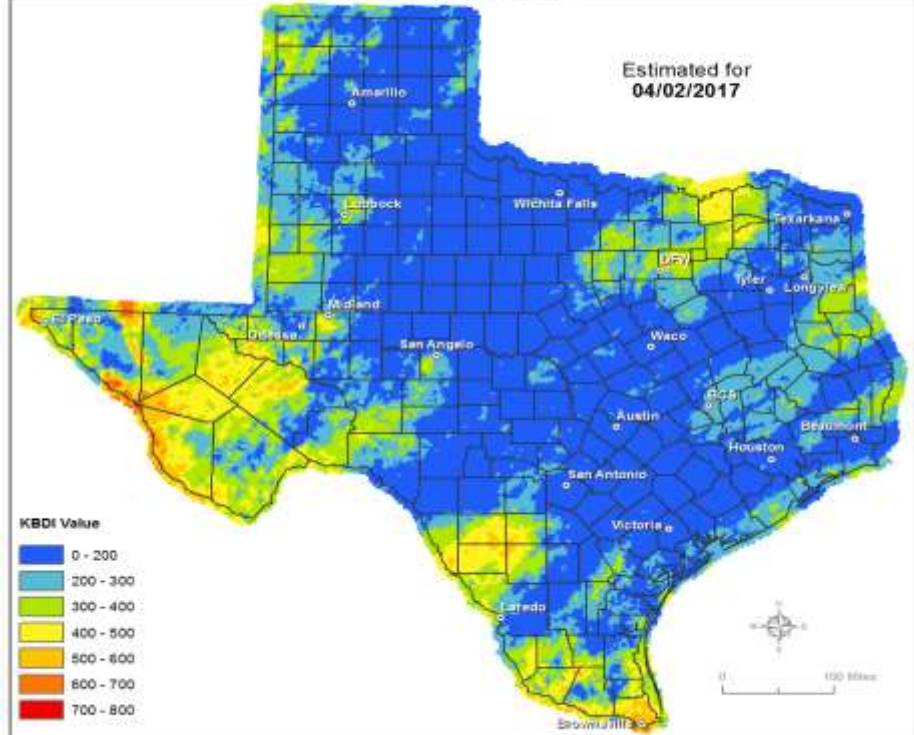 Estimated for
04/02/2017
Amarillo
Lubbock
Wichita Falls
Texarkana
DFW
Tyler
Longview
El Paso
Midland
Odessa
San Angelo
Waco
BCS
Austin
Beaumont
Houston
San Antonio
Victoria
Laredo
Brownsville
KBDI Value
0 - 200
200 - 300
300 - 400
400 - 500
500 - 600
600 - 700
700 - 800
0 100 Miles